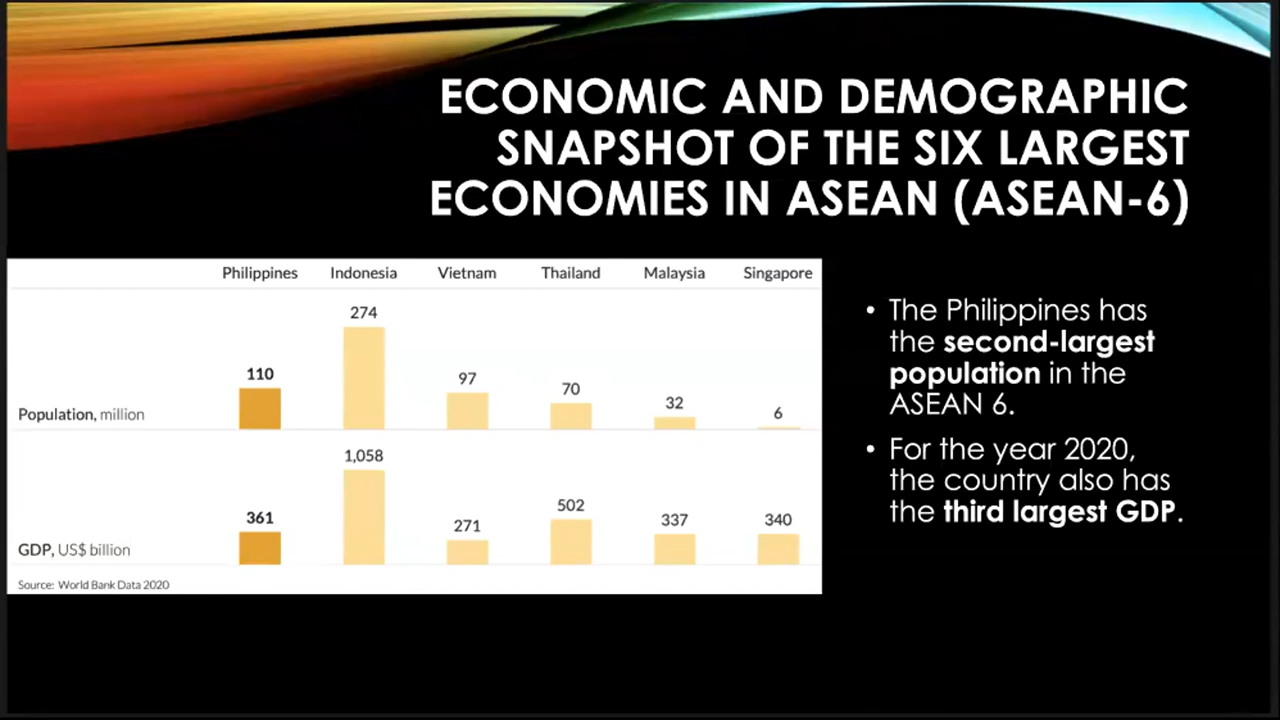 ECONOMIC AND DEMOGRAPHIC
SNAPSHOT OF THE SIX LARGEST
ECONOMIES IN ASEAN (ASEAN-6)
Philippines Indonesia Vietnam Thailand Malaysia Singapore
Population, million 110 274 97 70 32 6
GDP, US$ billion 361 1,058 271 502 337 340
Source: World Bank Data 2020
• The Philippines has
the second-largest
population in the
ASEAN 6.
• For the year 2020,
the country also has
the third largest GDP.